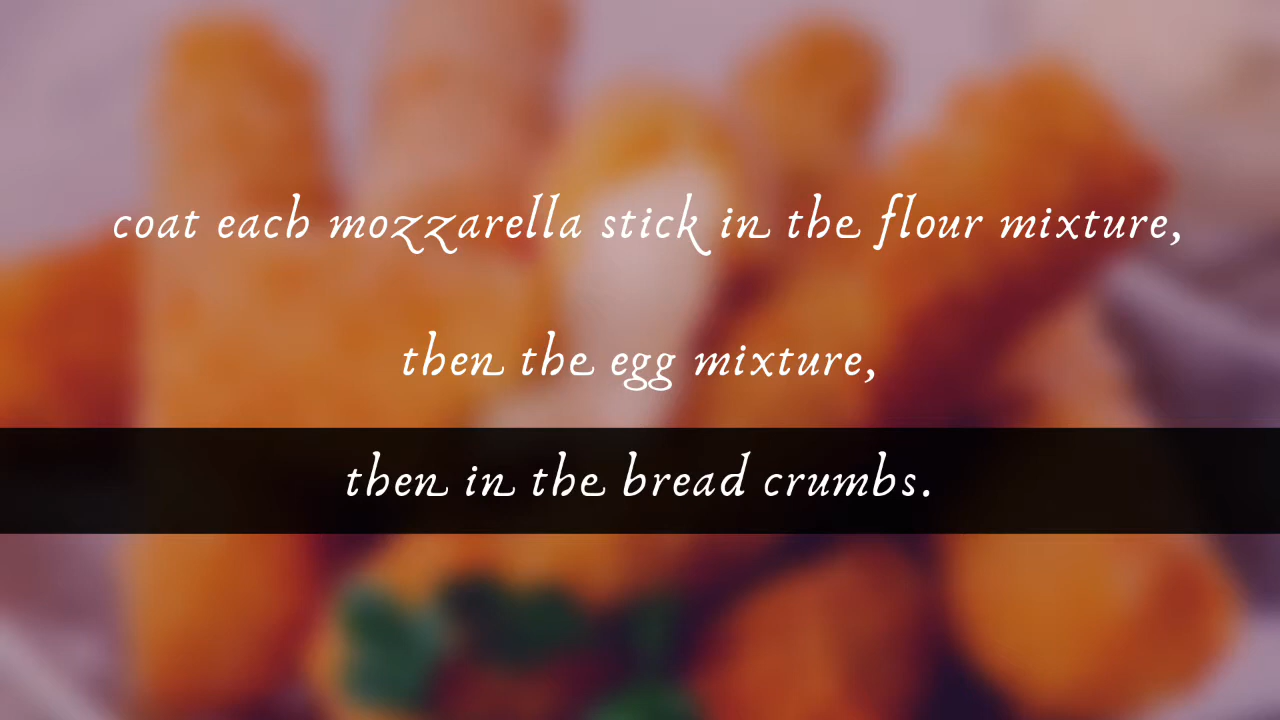 coat each mozzarella stick in the flour mixture,
then the egg mixture,
then in the bread crumbs.